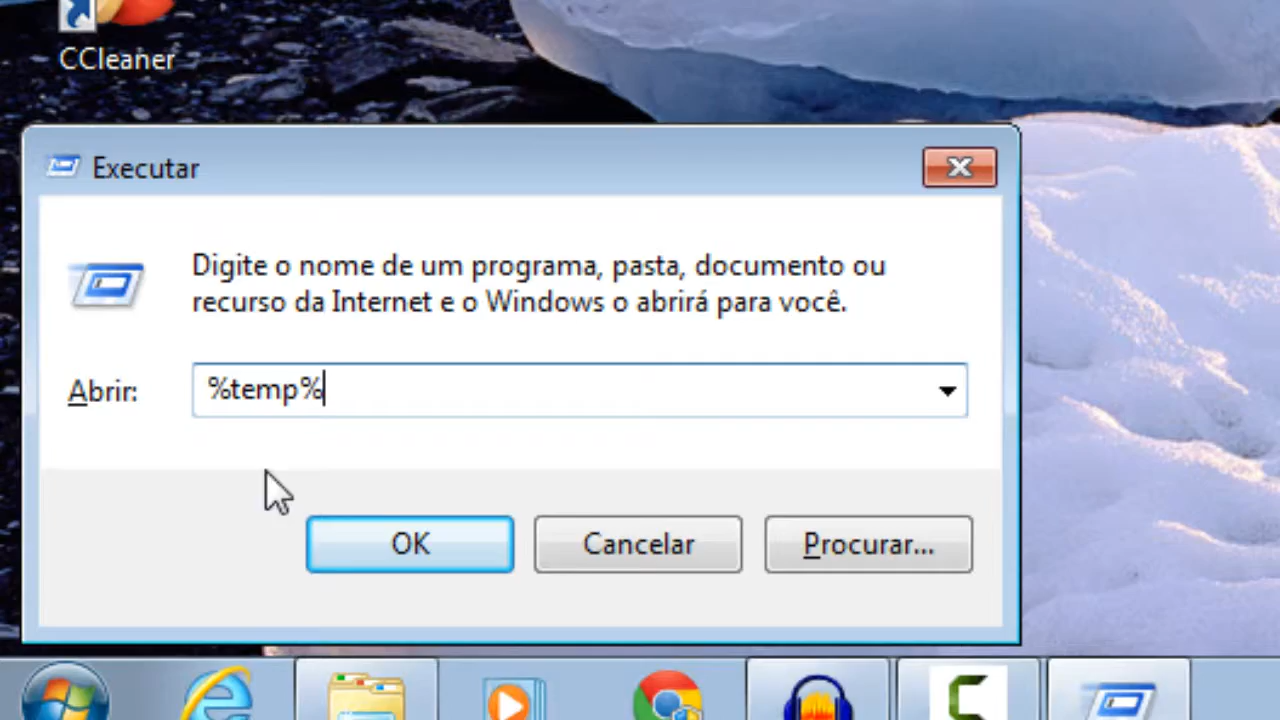 CCleaner
Executar
Digite o nome de um programa, pasta, documento ou
recurso da Internet e o Windows o abrirá para você.
Abrir: %temp%
OK Cancelar Procurar...